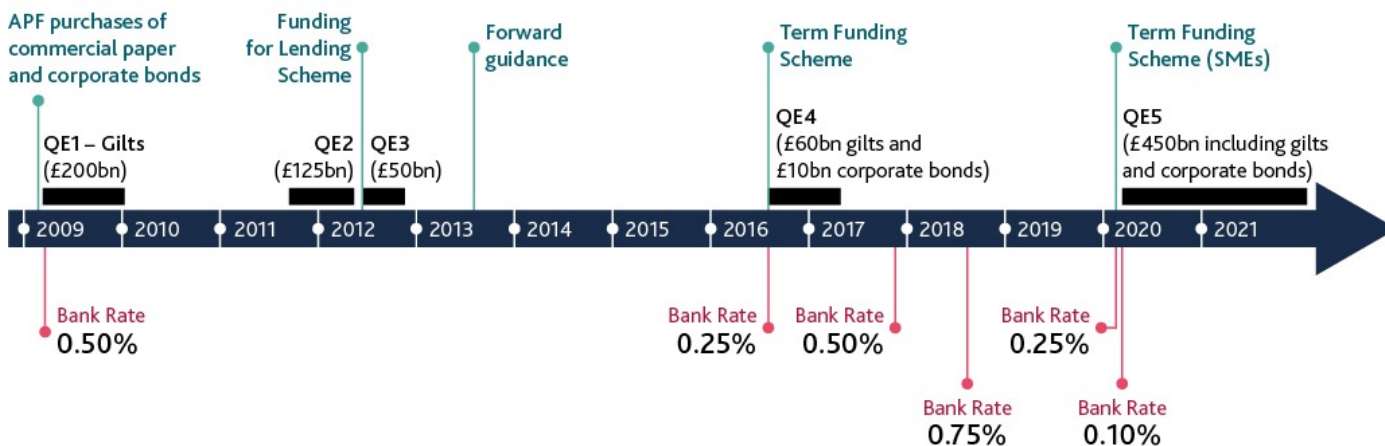 APF purchases of
commercial paper
and corporate bonds
Funding
for Lending
Scheme
Forward
guidance
Term Funding
Scheme
Term Funding
Scheme (SMEs)
QE1 – Gilts
(£200bn)
QE2
(£125bn)
QE3
(£50bn)
QE4
(£60bn gilts and
£10bn corporate bonds)
QE5
(£450bn including gilts
and corporate bonds)
2009 2010 2011 2012 2013 2014 2015 2016 2017 2018 2019 2020 2021
Bank Rate
0.50%
Bank Rate
0.25%
Bank Rate
0.50%
Bank Rate
0.75%
Bank Rate
0.25%
Bank Rate
0.10%